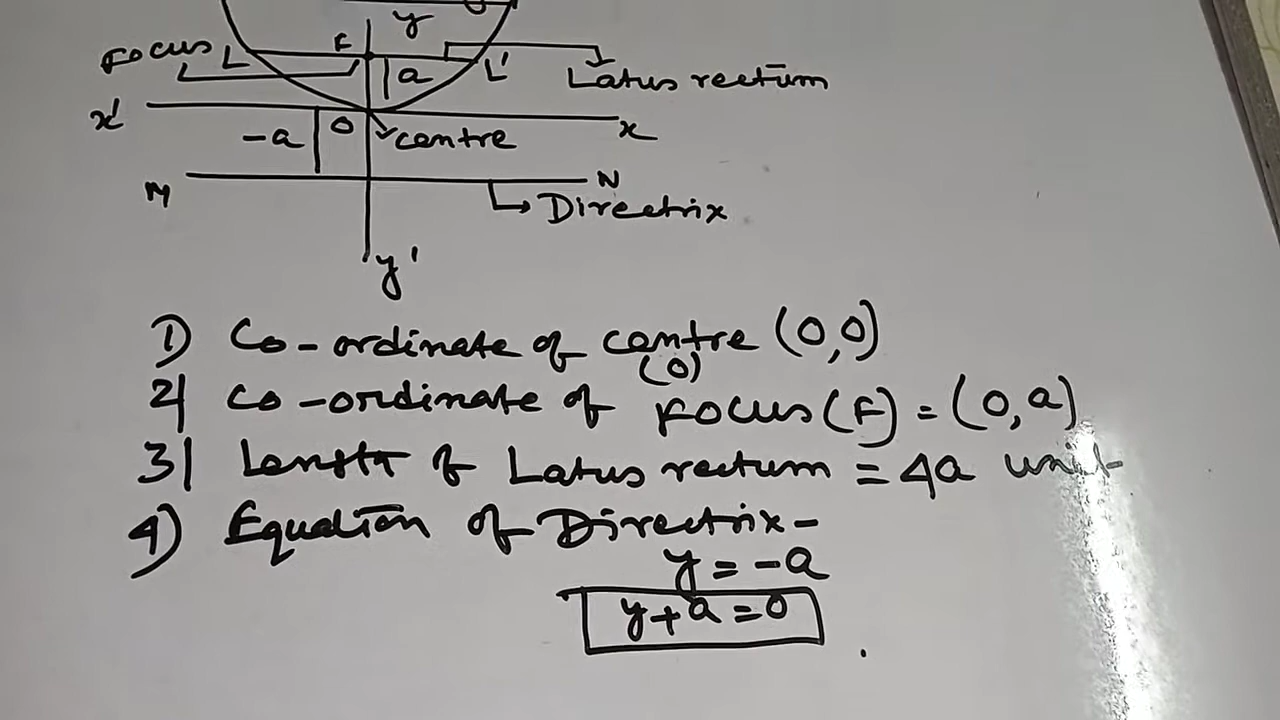 y
Focus L F
a L'
Latus rectum
x' O x
-a centre
M N
Directrix
y'
1) Co-ordinate of centre (0,0)
(0)
2) Co-ordinate of Focus (F) = (0, a)
3) Length of Latus rectum = 4a unit
4) Equation of Directrix -
y = -a
y + a = 0